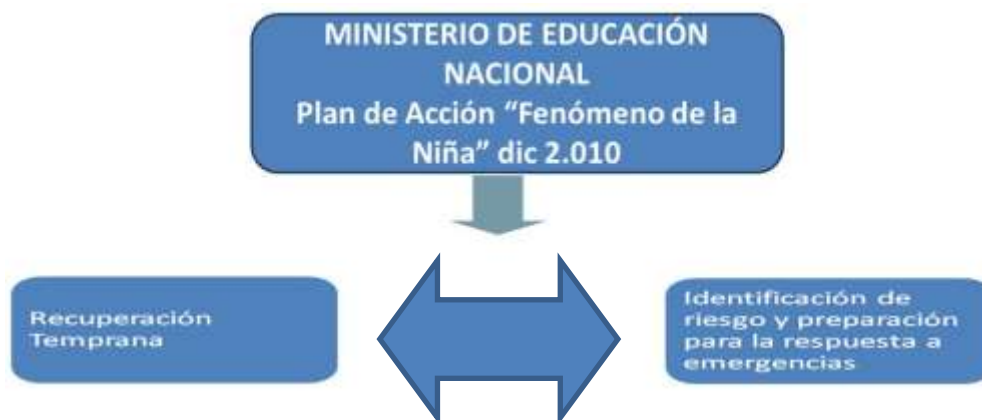 MINISTERIO DE EDUCACIÓN
NACIONAL
Plan de Acción “Fenómeno de la
Niña” dic 2.010
Recuperación
Temprana
Identificación de
riesgo y preparación
para la respuesta a
emergencias